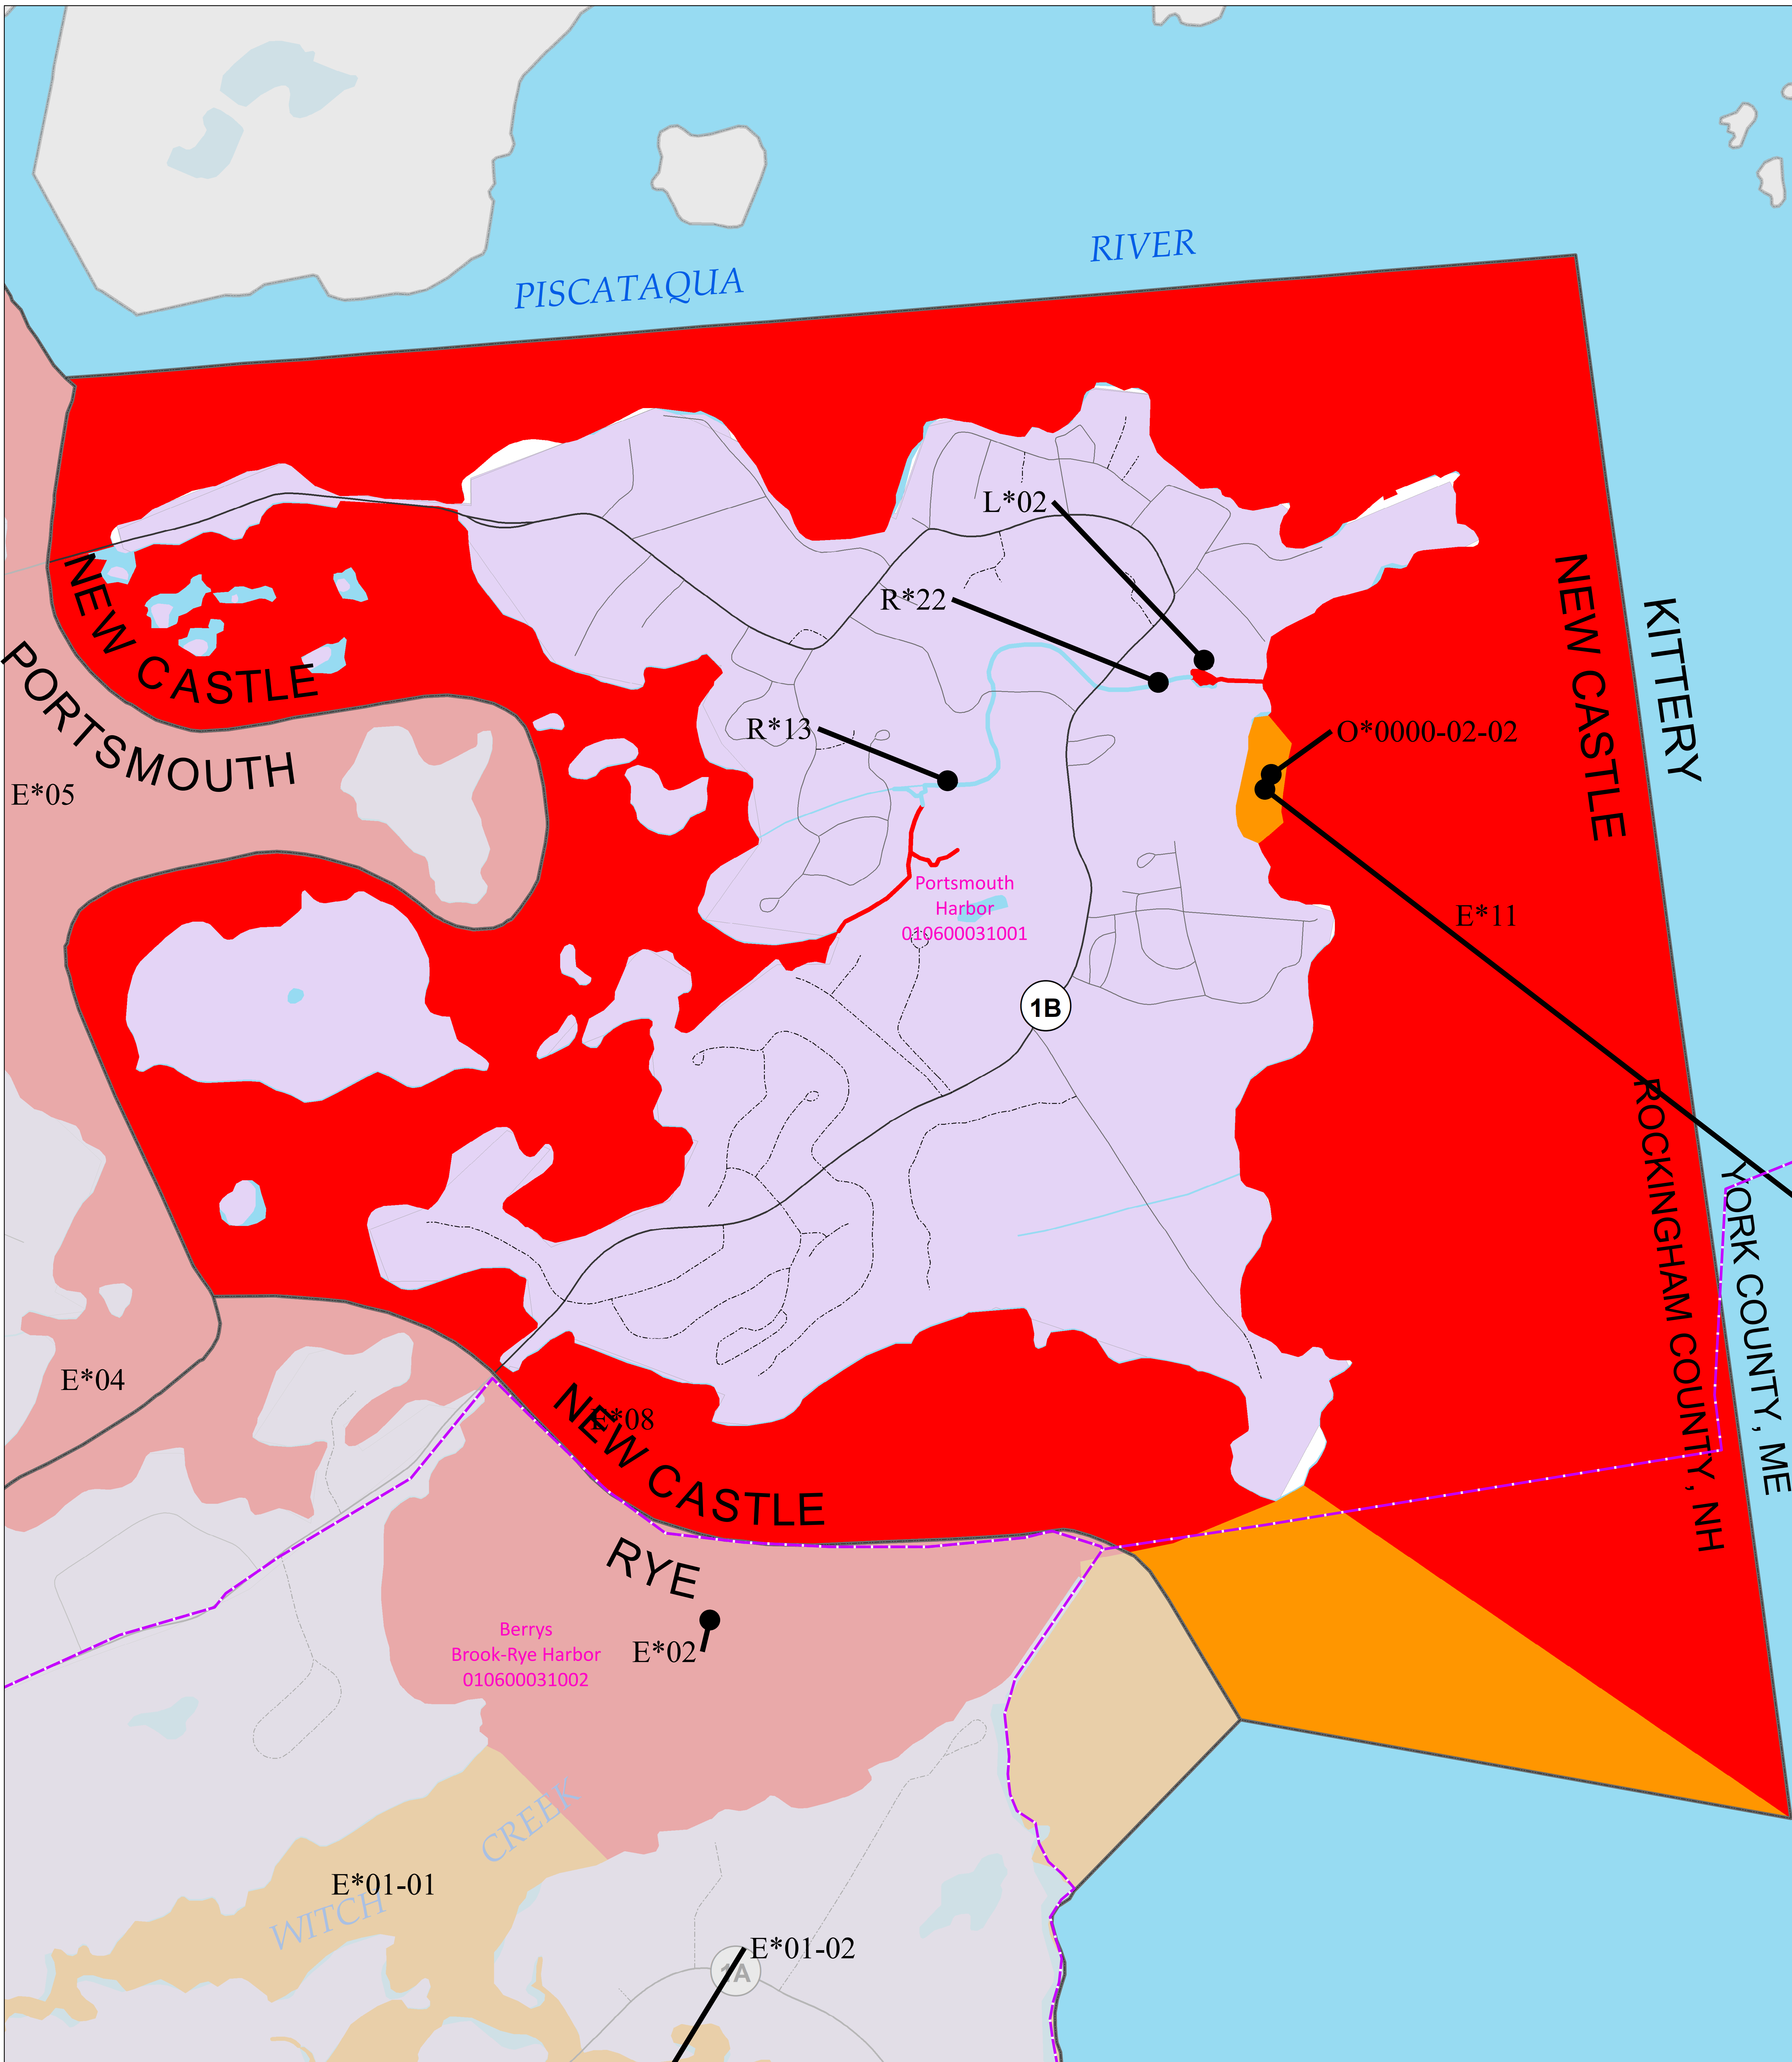 PISCATAQUA
RIVER
L*02
NEW CASTLE
R*22
NEW CASTLE
KITTERY
PORTSMOUTH
R*13
O*0000-02-02
E*05
Portsmouth
Harbor
010600031001
E*11
1B
ROCKINGHAM COUNTY, NH
YORK COUNTY, ME
E*04
E*08
NEW CASTLE
RYE
Berrys
Brook-Rye Harbor
010600031002
E*02
WITCH
CREEK
E*01-01
E*01-02
1A